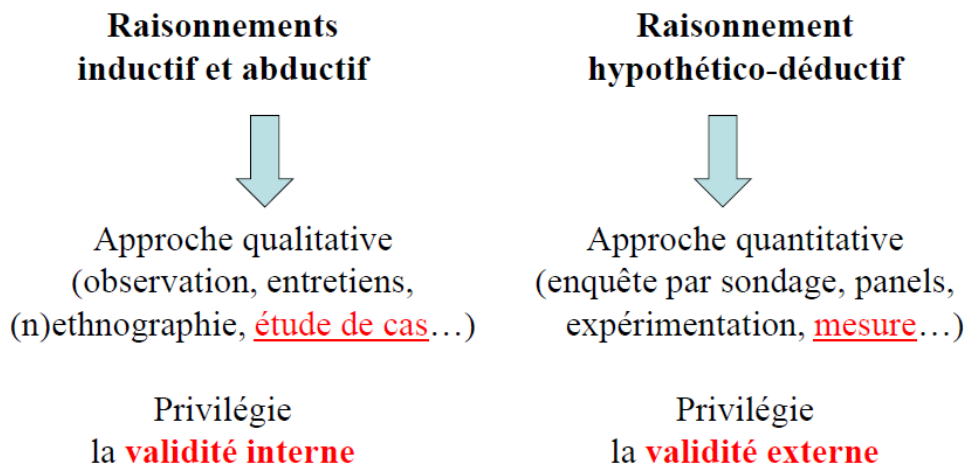 Raisonnements
inductif et abductif
Approche qualitative
(observation, entretiens,
(n)ethnographie, étude de cas…)
Privilégie
la validité interne
Raisonnement
hypothético-déductif
Approche quantitative
(enquête par sondage, panels,
expérimentation, mesure…)
Privilégie
la validité externe